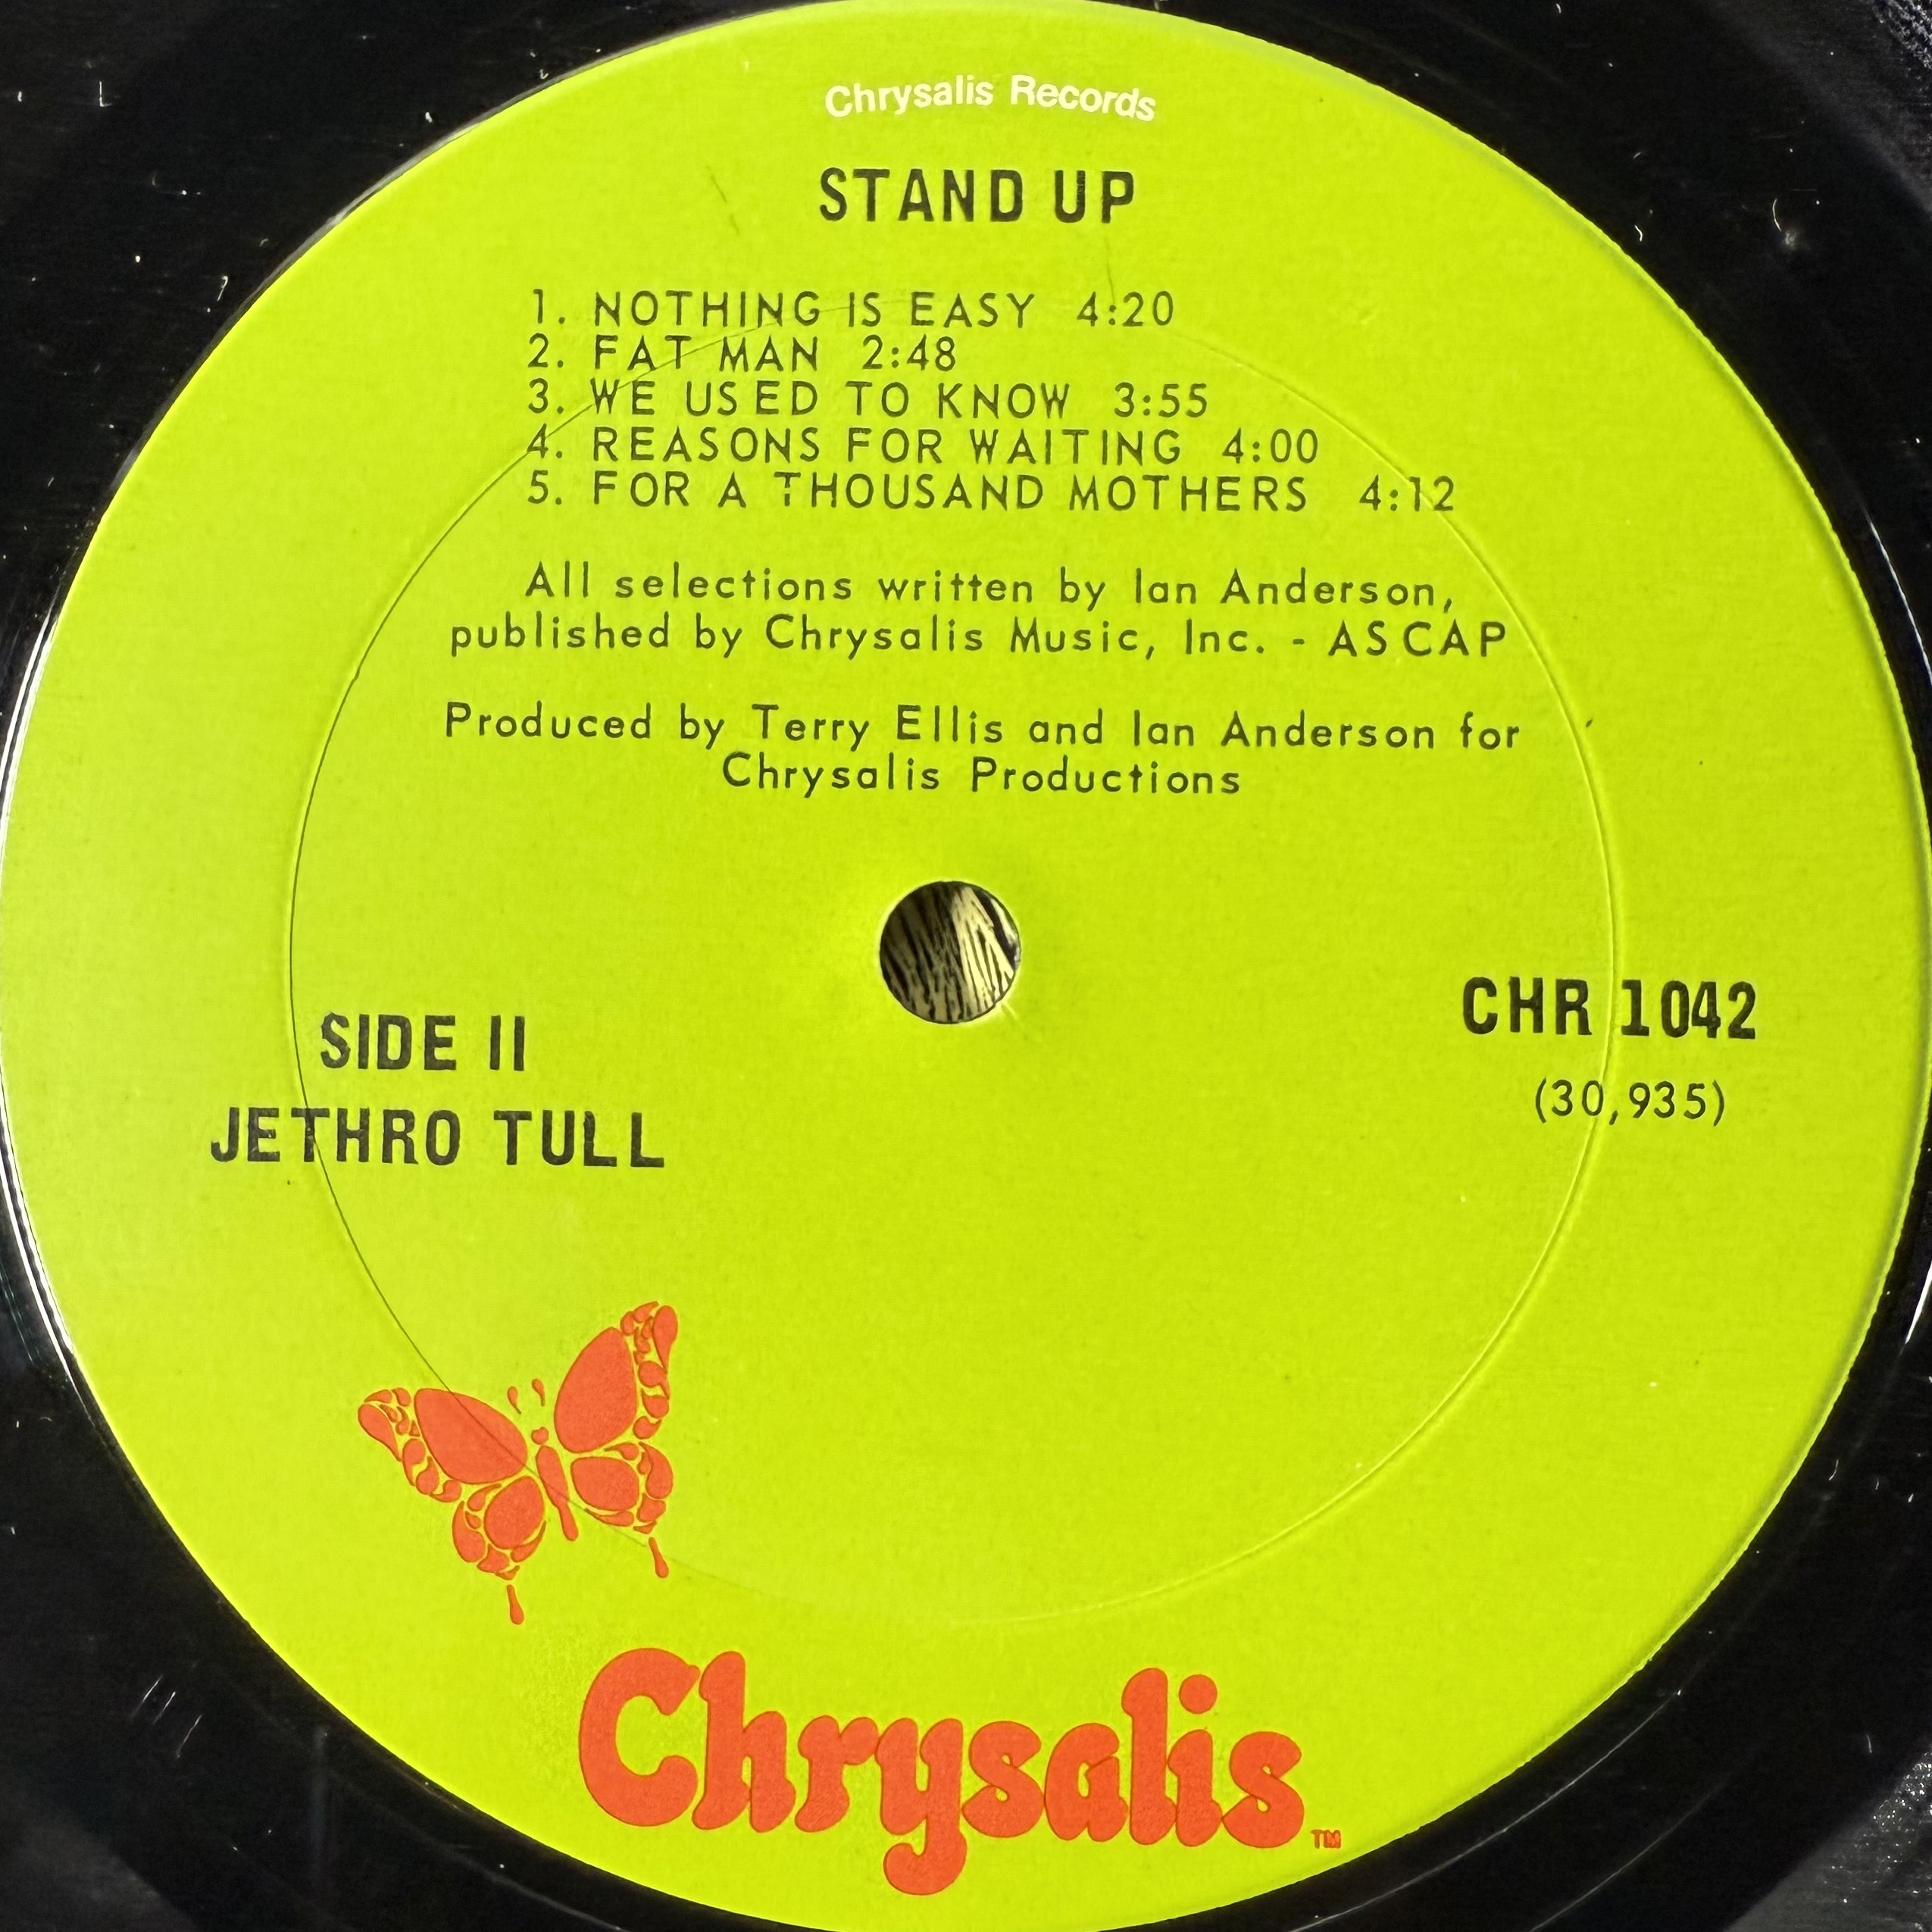 Chrysalis Records
STAND UP
1. NOTHING IS EASY 4:20
2. FAT MAN 2:48
3. WE USED TO KNOW 3:55
4. REASONS FOR WAITING 4:00
5. FOR A THOUSAND MOTHERS 4:12
All selections written by Ian Anderson,
published by Chrysalis Music, Inc. - ASCAP
Produced by Terry Ellis and Ian Anderson for
Chrysalis Productions
SIDE II
JETHRO TULL
CHR 1042
(30,935)
Chrysalis TM